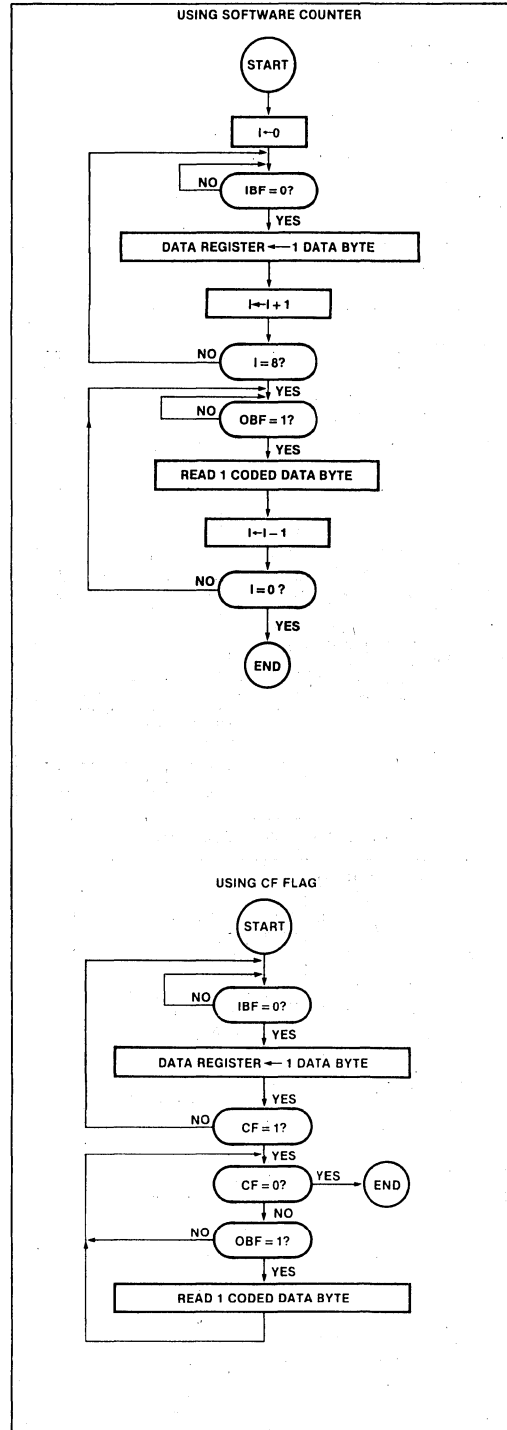 USING SOFTWARE COUNTER
START
I←0
NO
IBF = 0?
YES
DATA REGISTER ← 1 DATA BYTE
I←I + 1
NO
I = 8?
YES
NO
OBF = 1?
YES
READ 1 CODED DATA BYTE
I←I − 1
NO
I = 0 ?
YES
END
USING CF FLAG
START
NO
IBF = 0?
YES
DATA REGISTER ← 1 DATA BYTE
YES
NO
CF = 1?
YES
CF = 0?
YES
END
NO
NO
OBF = 1?
YES
READ 1 CODED DATA BYTE